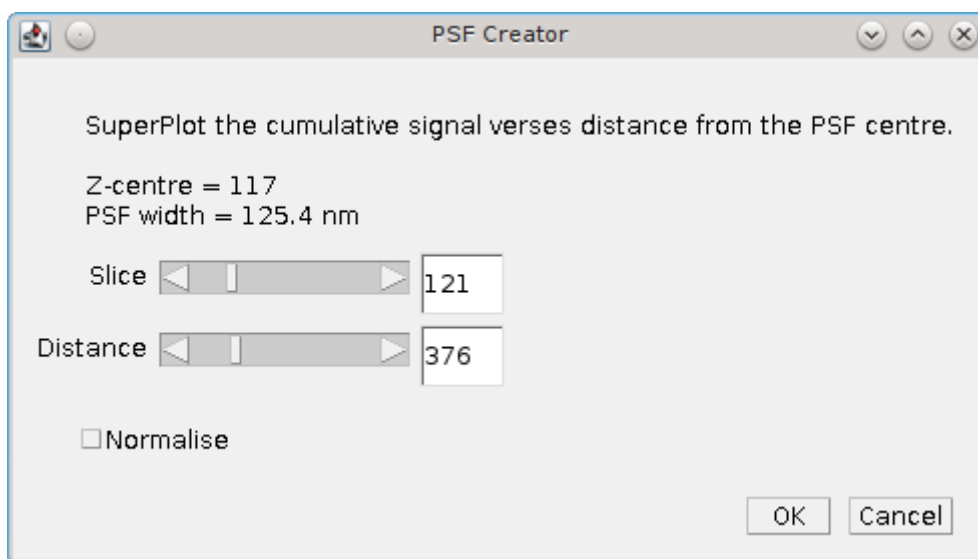 PSF Creator
SuperPlot the cumulative signal verses distance from the PSF centre.
Z-centre = 117
PSF width = 125.4 nm
Slice 121
Distance 376
Normalise
OK Cancel